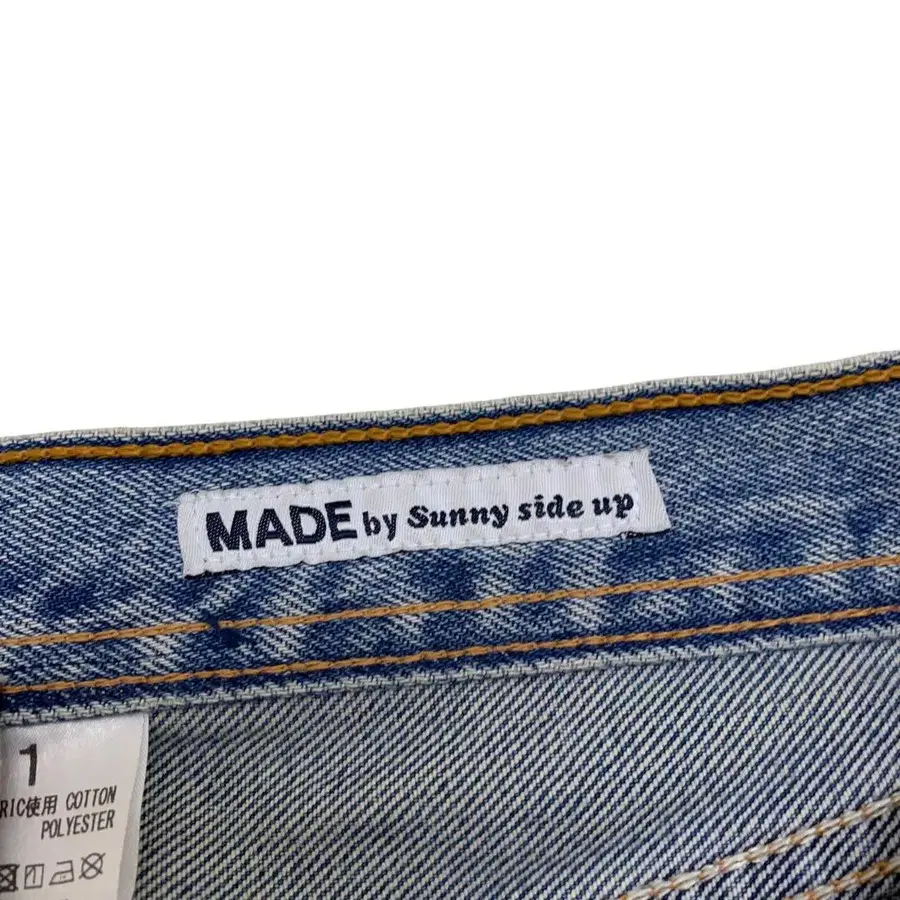 MADE by Sunny side up
1
RIC使用 COTTON
POLYESTER